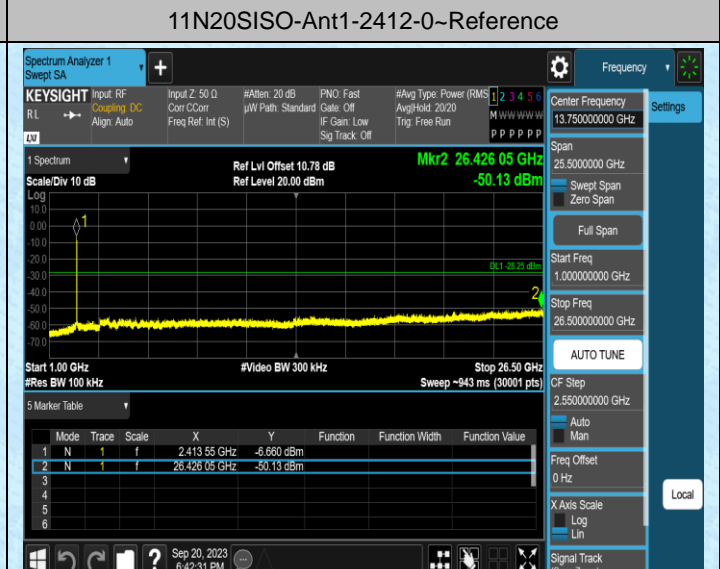 11N20SISO-Ant1-2412-0~Reference
Spectrum Analyzer 1
Swept SA
+
Frequency
KEYSIGHT
RL
LXI
Input: RF
Coupling: DC
Align: Auto
Input Z: 50 Ω
Corr CCorr
Freq Ref: Int (S)
#Atten: 20 dB
µW Path: Standard
PNO: Fast
Gate: Off
IF Gain: Low
Sig Track: Off
#Avg Type: Power (RMS
Avg|Hold: 20/20
Trig: Free Run
1 2 3 4 5 6
M W W W W W
P P P P P P
Center Frequency
13.750000000 GHz
Settings
Span
25.5000000 GHz
Swept Span
Zero Span
Full Span
Start Freq
1.000000000 GHz
Stop Freq
26.500000000 GHz
AUTO TUNE
CF Step
2.550000000 GHz
Auto
Man
Freq Offset
0 Hz
X Axis Scale
Log
Lin
Signal Track
Local
1 Spectrum
Scale/Div 10 dB
Ref Lvl Offset 10.78 dB
Ref Level 20.00 dBm
Mkr2 26.426 05 GHz
-50.13 dBm
Log
10.0
0.00
-10.0
-20.0
-30.0
-40.0
-50.0
-60.0
-70.0
1
DL1 -28.25 dBm
2
Start 1.00 GHz
#Res BW 100 kHz
#Video BW 300 kHz
Stop 26.50 GHz
Sweep ~943 ms (30001 pts)
5 Marker Table
Mode Trace Scale X Y Function Function Width Function Value
1 N 1 f 2.413 55 GHz -6.660 dBm
2 N 1 f 26.426 05 GHz -50.13 dBm
3
4
5
6
?
Sep 20, 2023
6:42:31 PM